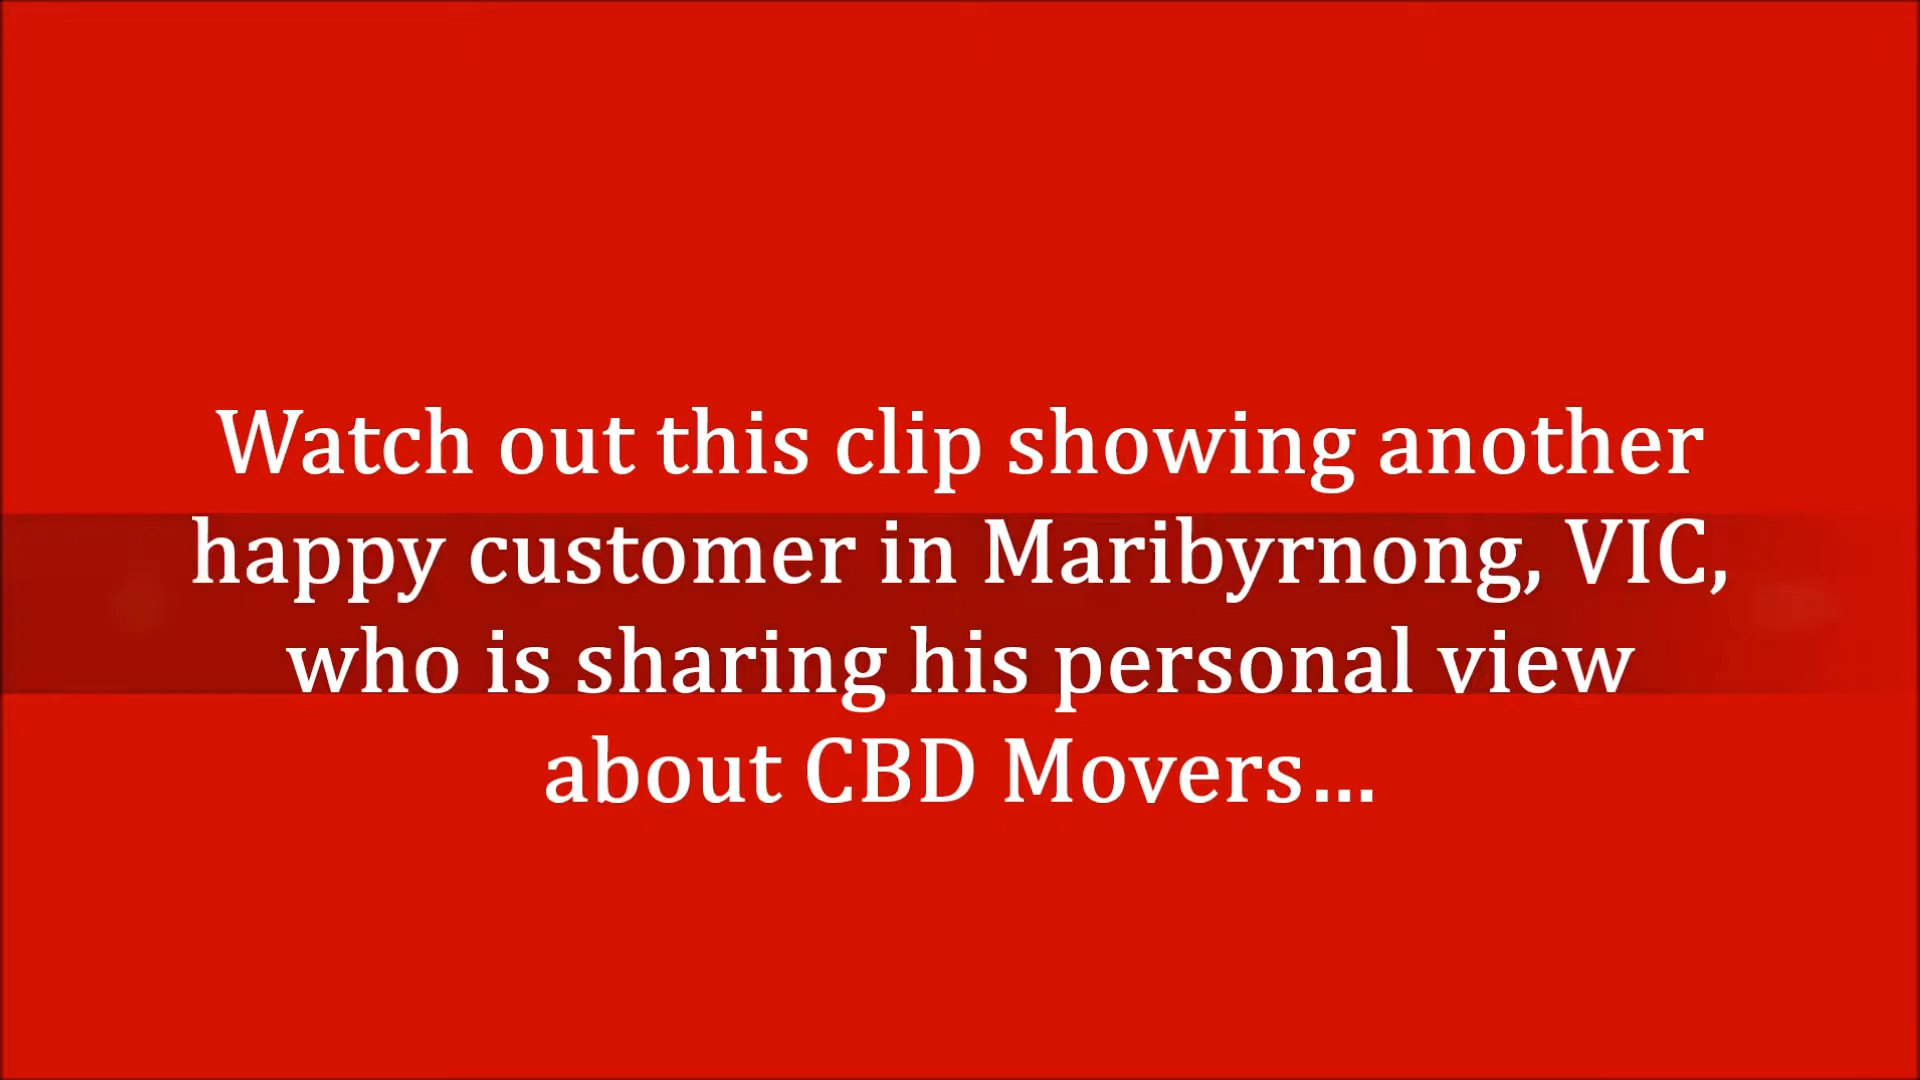 Watch out this clip showing another
happy customer in Maribyrnong, VIC,
who is sharing his personal view
about CBD Movers...